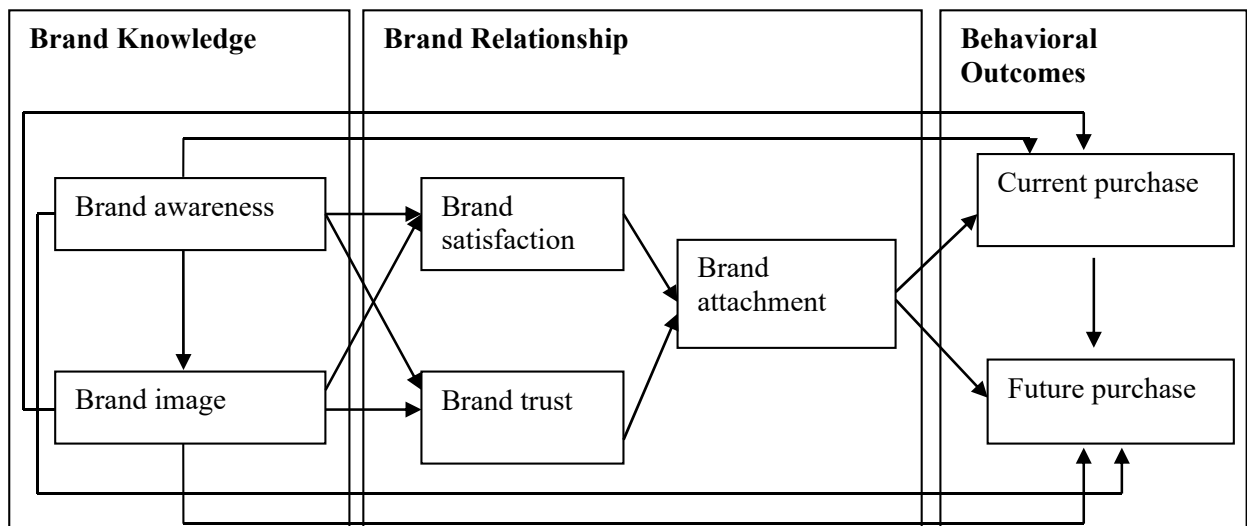 Brand Knowledge
Brand Relationship
Behavioral
Outcomes
Brand awareness
Brand
satisfaction
Current purchase
Brand
attachment
Brand image
Brand trust
Future purchase